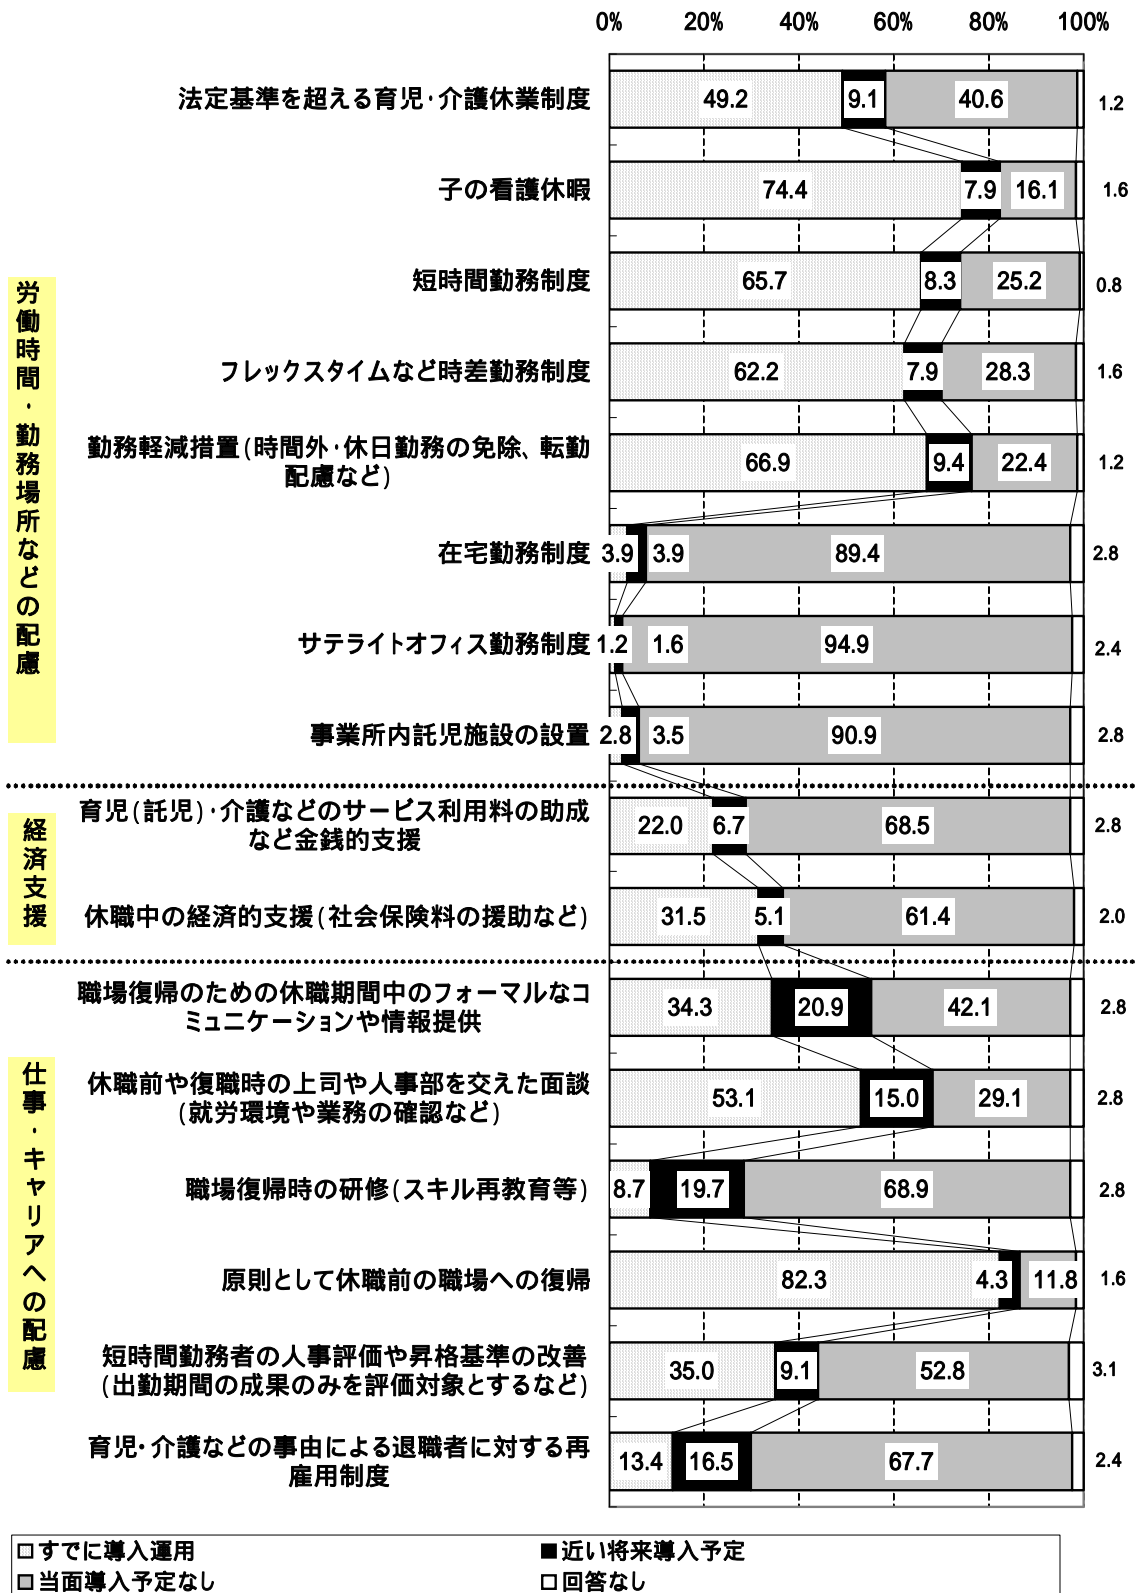 0% 20% 40% 60% 80% 100%
法定基準を超える育児・介護休業制度 49.2 9.1 40.6 1.2
子の看護休暇 74.4 7.9 16.1 1.6
労働時間・勤務場所などの配慮
短時間勤務制度 65.7 8.3 25.2 0.8
フレックスタイムなど時差勤務制度 62.2 7.9 28.3 1.6
勤務軽減措置(時間外・休日勤務の免除、転勤
配慮など) 66.9 9.4 22.4 1.2
在宅勤務制度 3.9 3.9 89.4 2.8
サテライトオフィス勤務制度 1.2 1.6 94.9 2.4
事業所内託児施設の設置 2.8 3.5 90.9 2.8
経済支援
育児(託児)・介護などのサービス利用料の助成
など金銭的支援 22.0 6.7 68.5 2.8
休職中の経済的支援(社会保険料の援助など) 31.5 5.1 61.4 2.0
仕事・キャリアへの配慮
職場復帰のための休職期間中のフォーマルなコ
ミュニケーションや情報提供 34.3 20.9 42.1 2.8
休職前や復職時の上司や人事部を交えた面談
(就労環境や業務の確認など) 53.1 15.0 29.1 2.8
職場復帰時の研修(スキル再教育等) 8.7 19.7 68.9 2.8
原則として休職前の職場への復帰 82.3 4.3 11.8 1.6
短時間勤務者の人事評価や昇格基準の改善
(出勤期間の成果のみを評価対象とするなど) 35.0 9.1 52.8 3.1
育児・介護などの事由による退職者に対する再
雇用制度 13.4 16.5 67.7 2.4
すでに導入運用 近い将来導入予定
当面導入予定なし 回答なし